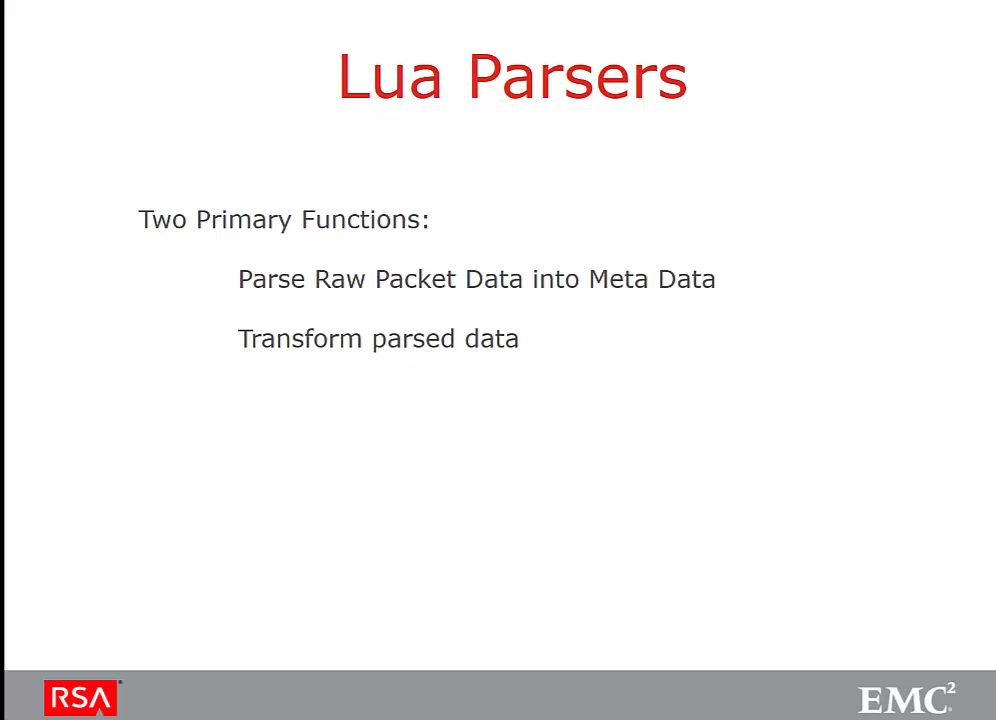 Lua Parsers
Two Primary Functions:
Parse Raw Packet Data into Meta Data
Transform parsed data
RSA
EMC²